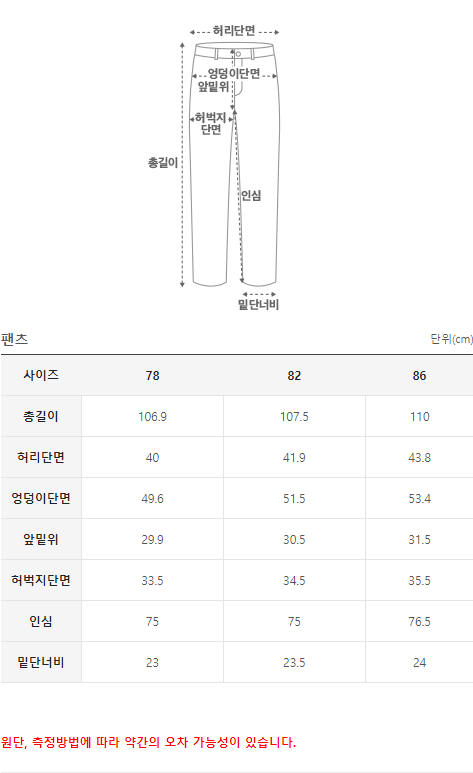 허리단면
엉덩이단면
앞밑위
허벅지
단면
총길이
인심
밑단너비
팬츠 단위(cm)
사이즈 78 82 86
총길이 106.9 107.5 110
허리단면 40 41.9 43.8
엉덩이단면 49.6 51.5 53.4
앞밑위 29.9 30.5 31.5
허벅지단면 33.5 34.5 35.5
인심 75 75 76.5
밑단너비 23 23.5 24
원단, 측정방법에 따라 약간의 오차 가능성이 있습니다.